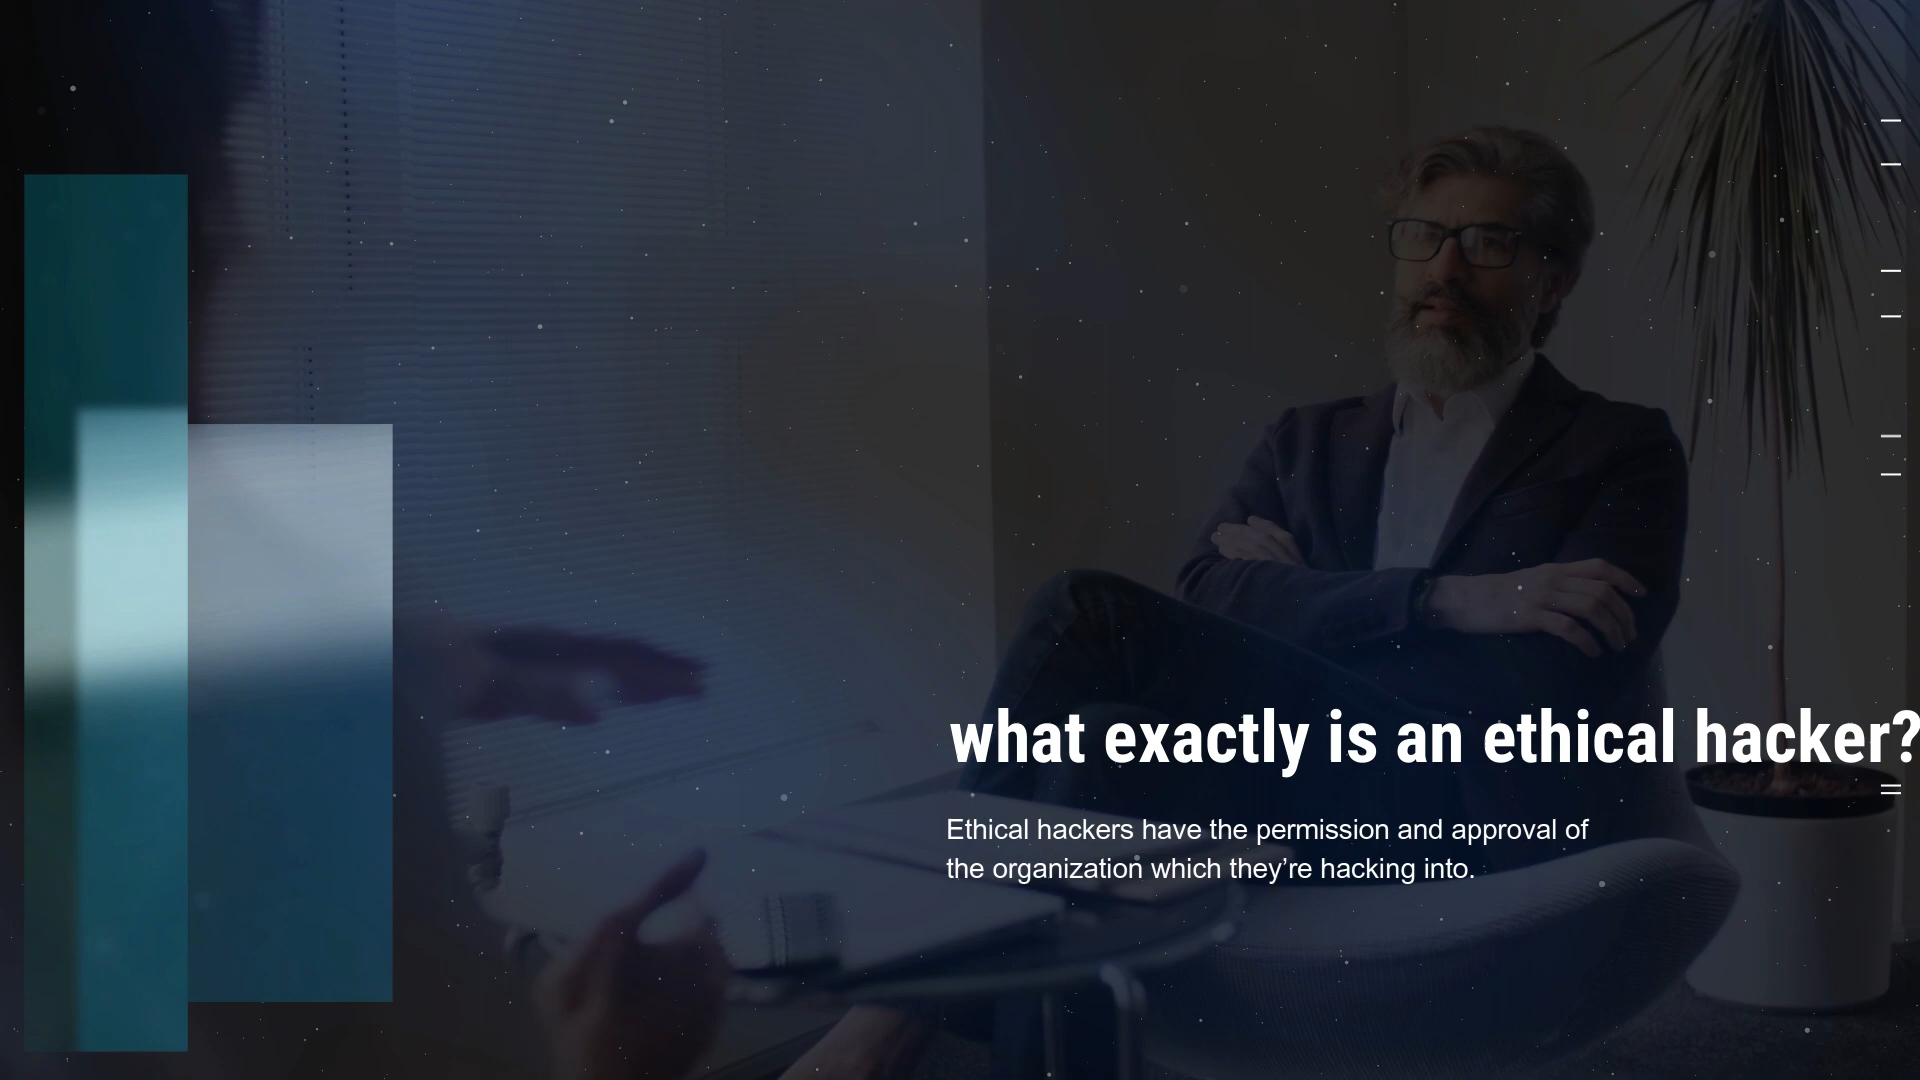 what exactly is an ethical hacker?
Ethical hackers have the permission and approval of
the organization which they’re hacking into.